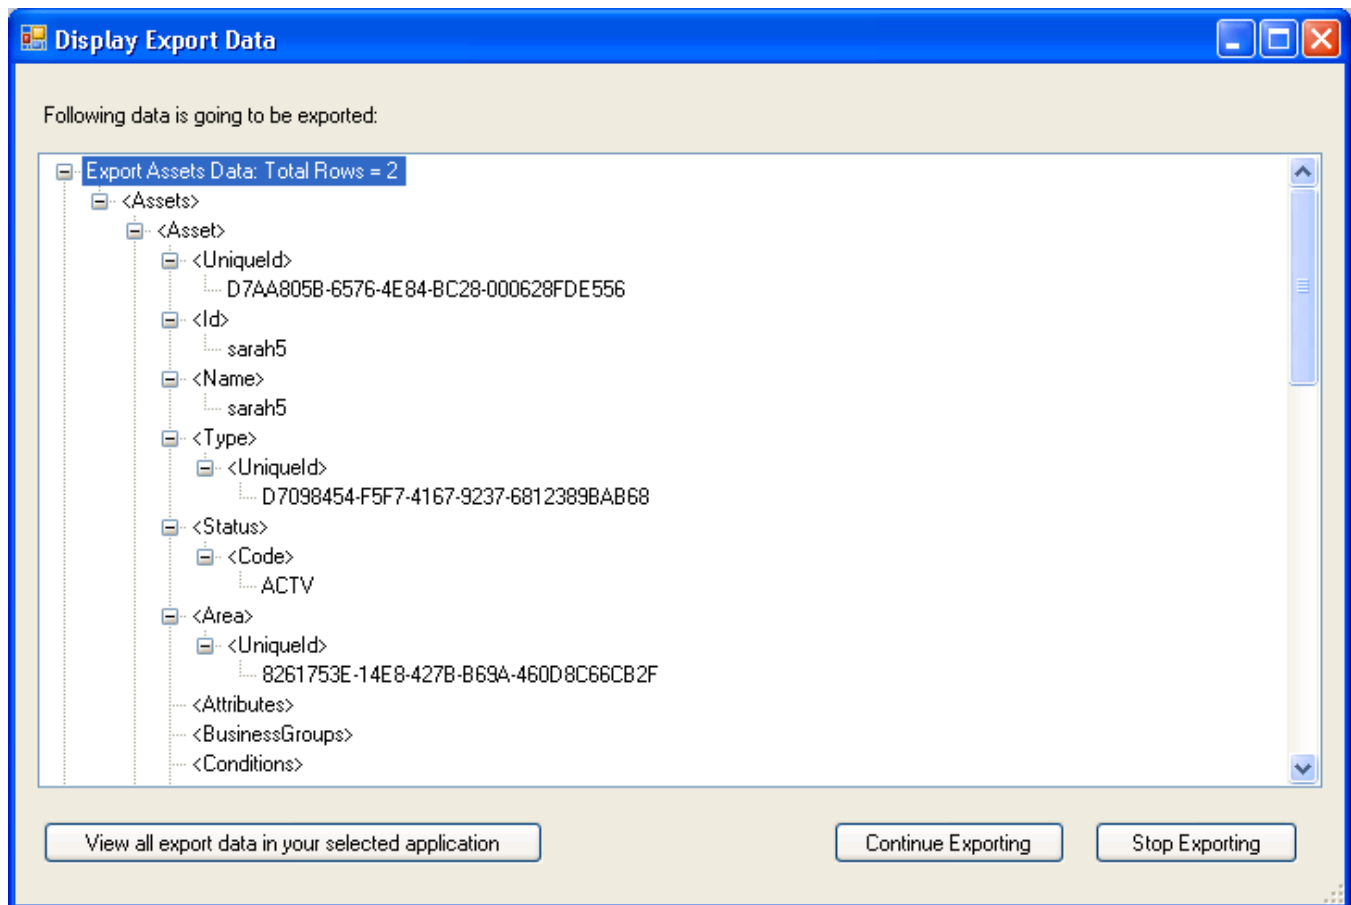 Display Export Data
Following data is going to be exported:
Export Assets Data: Total Rows = 2
<Assets>
<Asset>
<UniqueId>
D7AA805B-6576-4E84-BC28-000628FDE556
<Id>
sarah5
<Name>
sarah5
<Type>
<UniqueId>
D7098454-F5F7-4167-9237-6812389BAB68
<Status>
<Code>
ACTV
<Area>
<UniqueId>
8261753E-14E8-427B-B69A-460D8C66CB2F
<Attributes>
<BusinessGroups>
<Conditions>
View all export data in your selected application
Continue Exporting
Stop Exporting